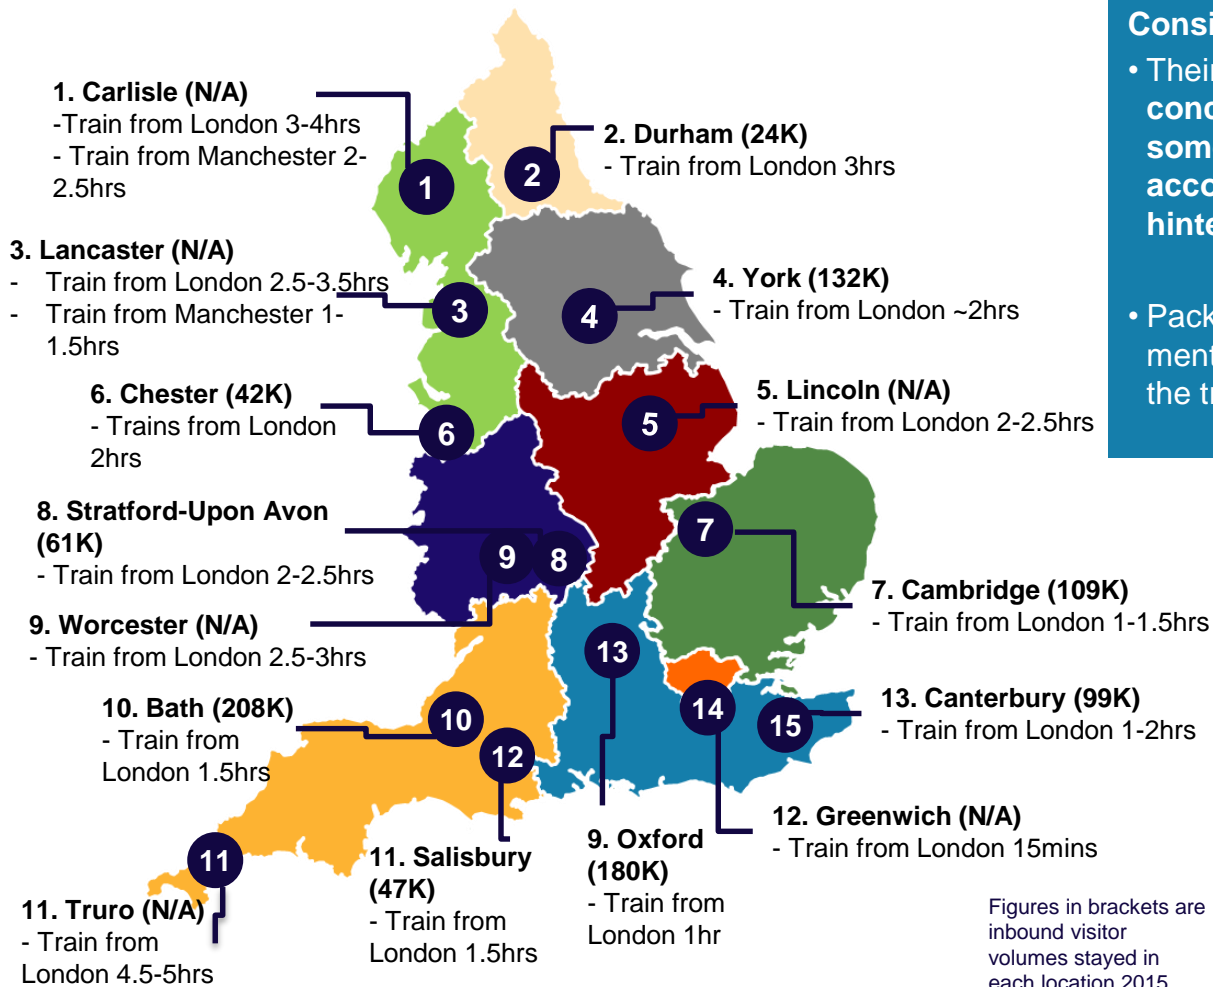 1. Carlisle (N/A)
-Train from London 3-4hrs
- Train from Manchester 2-
2.5hrs
2. Durham (24K)
- Train from London 3hrs
3. Lancaster (N/A)
- Train from London 2.5-3.5hrs
- Train from Manchester 1-
1.5hrs
4. York (132K)
- Train from London ~2hrs
6. Chester (42K)
- Trains from London
2hrs
5. Lincoln (N/A)
- Train from London 2-2.5hrs
8. Stratford-Upon Avon
(61K)
- Train from London 2-2.5hrs
7. Cambridge (109K)
- Train from London 1-1.5hrs
9. Worcester (N/A)
- Train from London 2.5-3hrs
10. Bath (208K)
- Train from
London 1.5hrs
13. Canterbury (99K)
- Train from London 1-2hrs
12. Greenwich (N/A)
- Train from London 15mins
9. Oxford
(180K)
- Train from
London 1hr
11. Salisbury
(47K)
- Train from
London 1.5hrs
11. Truro (N/A)
- Train from
London 4.5-5hrs
1
2
3
4
5
6
7
9
8
13
10
14
15
12
11
Figures in brackets are
inbound visitor
volumes stayed in
each location 2015
• Their
• Pack
the